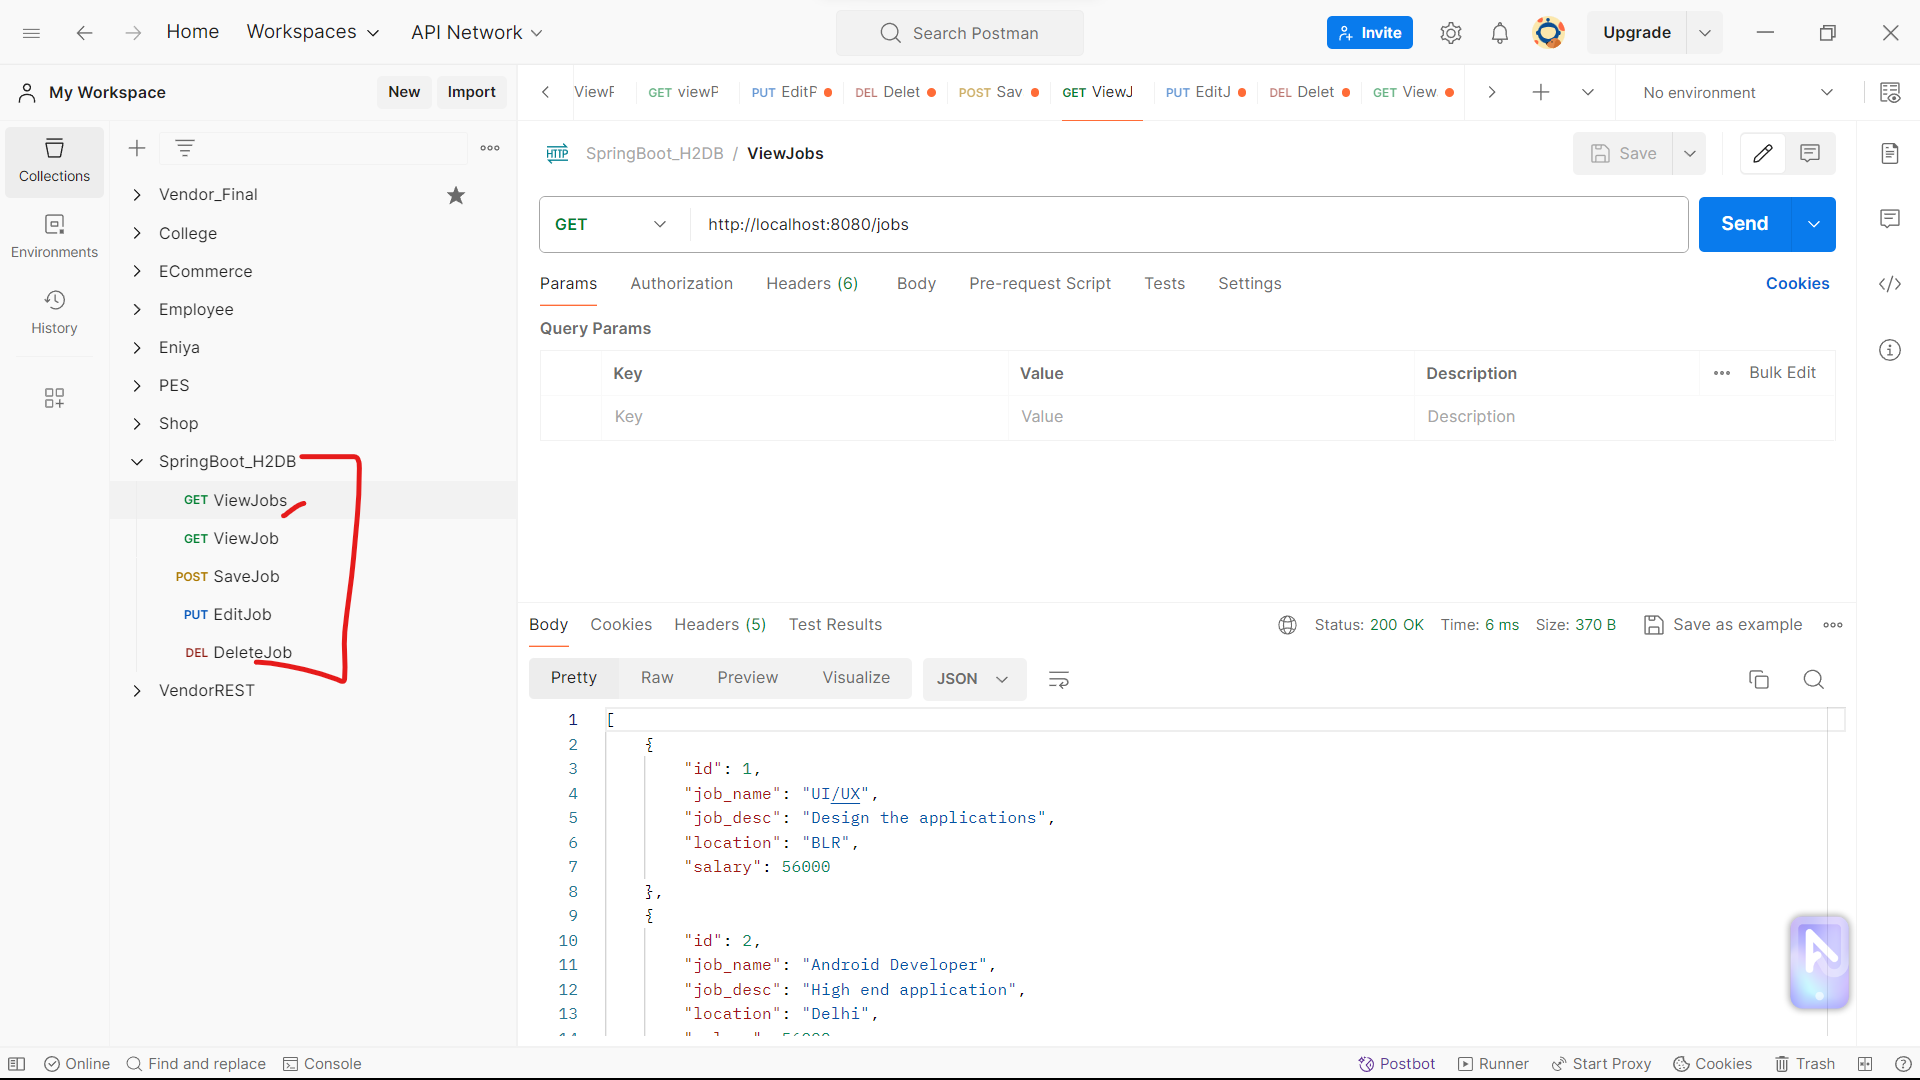 Home Workspaces API Network Search Postman Invite Upgrade
My Workspace New Import ViewP GET viewP PUT EditP DEL Delet POST Sav GET ViewJ PUT EditJ DEL Delet GET View No environment
Collections
Environments
History
Vendor_Final
College
ECommerce
Employee
Eniya
PES
Shop
SpringBoot_H2DB
GET ViewJobs
GET ViewJob
POST SaveJob
PUT EditJob
DEL DeleteJob
VendorREST
HTTP SpringBoot_H2DB / ViewJobs Save
GET http://localhost:8080/jobs Send
Params Authorization Headers (6) Body Pre-request Script Tests Settings Cookies
Query Params
Key Value Description Bulk Edit
Key Value Description
Body Cookies Headers (5) Test Results Status: 200 OK Time: 6 ms Size: 370 B Save as example
Pretty Raw Preview Visualize JSON
1 [
2 {
3 "id": 1,
4 "job_name": "UI/UX",
5 "job_desc": "Design the applications",
6 "location": "BLR",
7 "salary": 56000
8 },
9 {
10 "id": 2,
11 "job_name": "Android Developer",
12 "job_desc": "High end application",
13 "location": "Delhi",
Online Find and replace Console Postbot Runner Start Proxy Cookies Trash